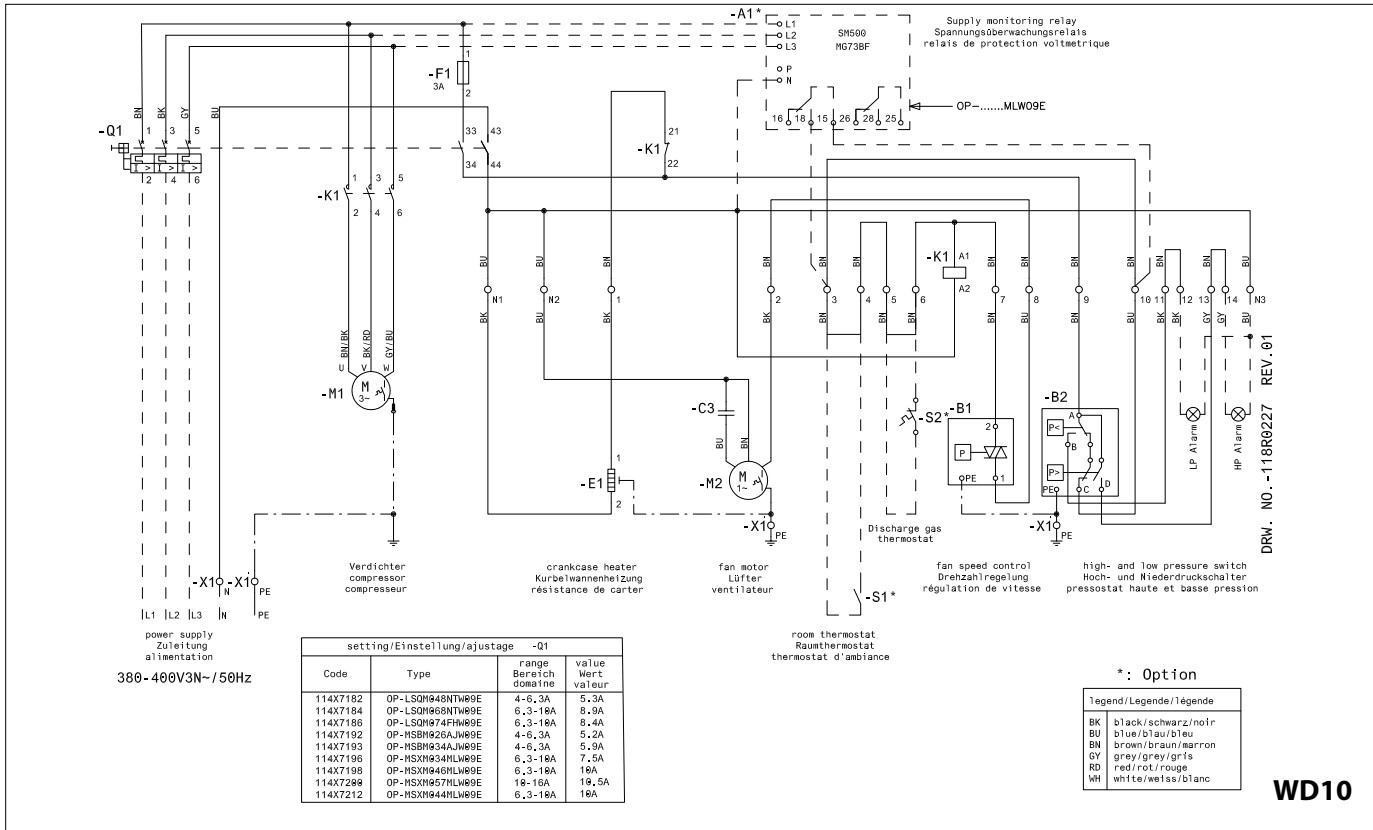 -A1*
L1
L2
L3
P
N
SM500
MG73BF
16 18 15 26 28 25
Supply monitoring relay
Spannungsüberwachungsrelais
relais de protection voltmetrique
OP-.......MLW09E
-F1
3A
1
2
BN BK GY BU
-Q1
1 3 5
I > I > I >
2 4 6
33 43
34 44
-K1
21
22
-K1
1 3 5
2 4 6
BU BU BN BN BN BN BN BN BN BN BN BN BN BN BN BU
-K1 A1
A2
N1 N2 1 2 3 4 5 6 7 8 9 10 11 12 13 14 N3
BK BU BK BK BK BU BN BU BK BK GY GY BU
BN/BK BK/RD GY/BU
U V W
-M1
M
3~
-C3
BU BN
-M2
M
1~
-E1
1
2
-X1
PE
-S2*
-B1
2
P
PE
1
-B2
A
P<
B
P>
PE
C
D
-X1
PE
LP Alarm
HP Alarm
DRW. NO.-118R0227 REV.01
Discharge gas
thermostat
-X1 -X1
N PE
L1 L2 L3 N PE
power supply
Zuleitung
alimentation
380-400V3N~/50Hz
Verdichter
compressor
compresseur
crankcase heater
Kurbelwannenheizung
résistance de carter
fan motor
Lüfter
ventilateur
-S1*
room thermostat
Raumthermostat
thermostat d'ambiance
fan speed control
Drehzahlregelung
régulation de vitesse
high- and low pressure switch
Hoch- und Niederdruckschalter
pressostat haute et basse pression
setting/Einstellung/ajustage -Q1
Code Type range Bereich domaine value Wert valeur
114X7182 OP-LSQM048NTW09E 4-6.3A 5.3A
114X7184 OP-LSQM068NTW09E 6.3-10A 8.9A
114X7186 OP-LSQM074FHW09E 6.3-10A 8.4A
114X7192 OP-MSBM026AJW09E 4-6.3A 5.2A
114X7193 OP-MSBM034AJW09E 4-6.3A 5.9A
114X7196 OP-MSXM034MLW09E 6.3-10A 7.5A
114X7198 OP-MSXM046MLW09E 6.3-10A 10A
114X7200 OP-MSXM057MLW09E 10-16A 10.5A
114X7212 OP-MSXM044MLW09E 6.3-10A 10A
*: Option
legend/Legende/légende
BK black/schwarz/noir
BU blue/blau/bleu
BN brown/braun/marron
GY grey/grey/gris
RD red/rot/rouge
WH white/weiss/blanc
WD10